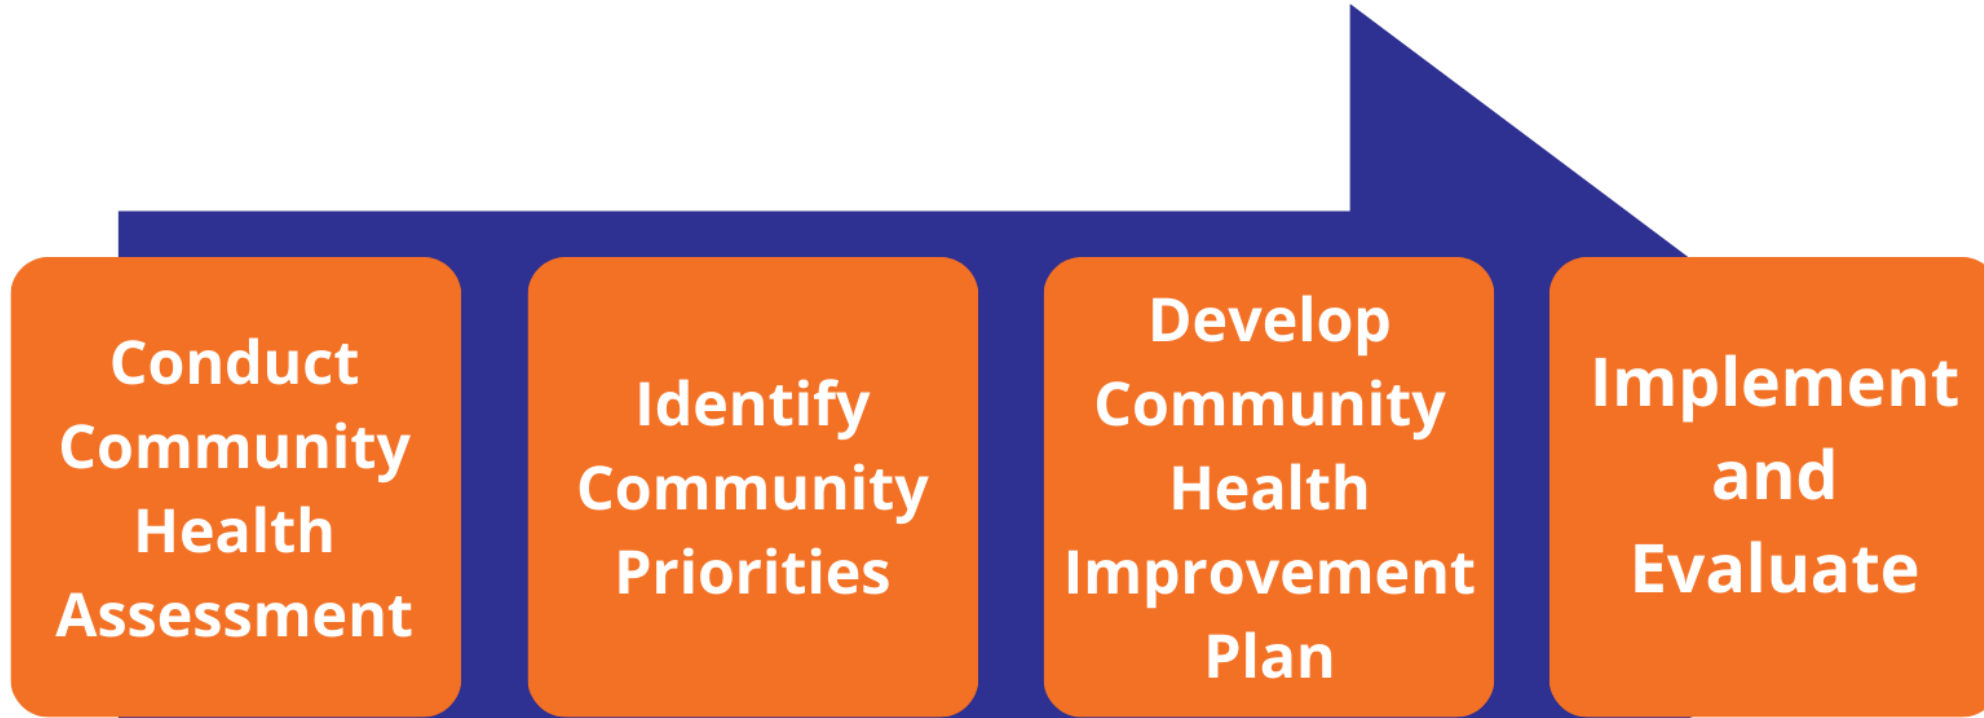 Conduct
Community
Health
Assessment
Identify
Community
Priorities
Develop
Community
Health
Improvement
Plan
Implement
and
Evaluate